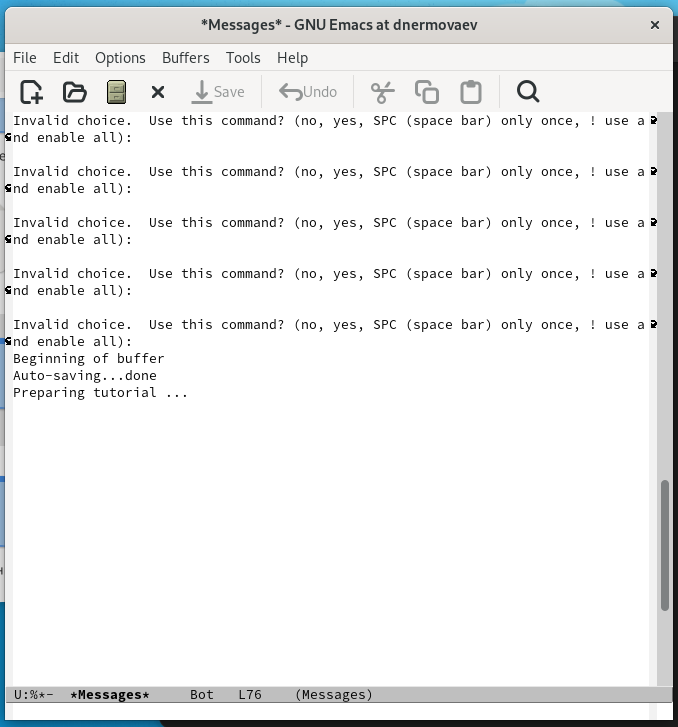 *Messages* - GNU Emacs at dnermovaev
File Edit Options Buffers Tools Help
Save Undo
Invalid choice.  Use this command? (no, yes, SPC (space bar) only once, ! use a
nd enable all):
Invalid choice.  Use this command? (no, yes, SPC (space bar) only once, ! use a
nd enable all):
Invalid choice.  Use this command? (no, yes, SPC (space bar) only once, ! use a
nd enable all):
Invalid choice.  Use this command? (no, yes, SPC (space bar) only once, ! use a
nd enable all):
Invalid choice.  Use this command? (no, yes, SPC (space bar) only once, ! use a
nd enable all):
Beginning of buffer
Auto-saving...done
Preparing tutorial ...
U:%*-  *Messages*     Bot   L76    (Messages)